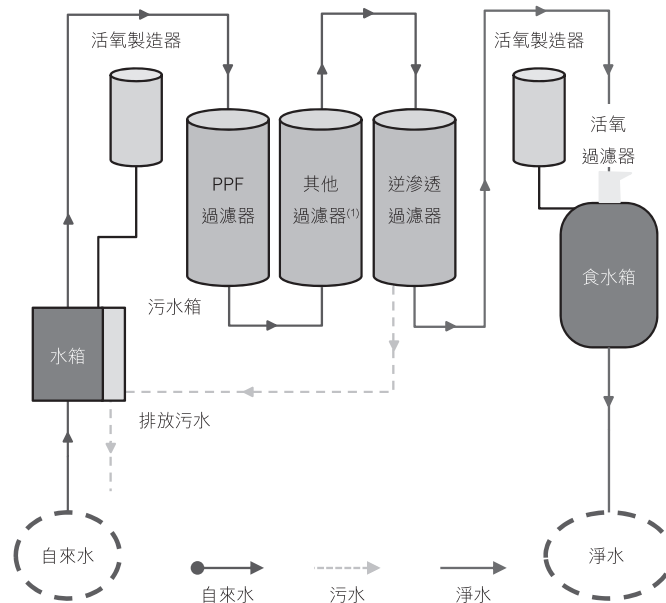 活氧製造器
活氧製造器
活氧
過濾器
PPF
過濾器
其他
過濾器(1)
逆滲透
過濾器
污水箱
食水箱
水箱
排放污水
自來水
淨水
自來水
污水
淨水